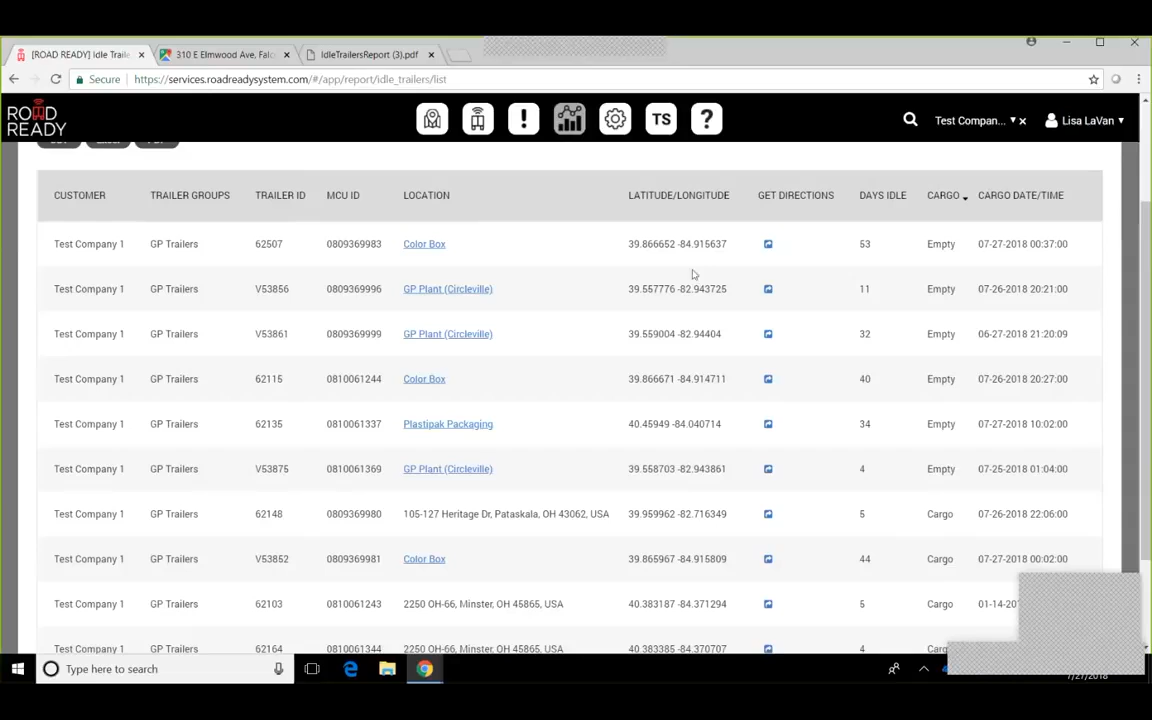 [ROAD READY] Idle Traile
310 E Elmwood Ave, Falc
IdleTrailersReport (3).pdf
Secure https://services.roadreadysystem.com/#/app/report/idle_trailers/list
ROAD READY
TS
?
Test Compan...
Lisa LaVan
CUSTOMER TRAILER GROUPS TRAILER ID MCU ID LOCATION LATITUDE/LONGITUDE GET DIRECTIONS DAYS IDLE CARGO CARGO DATE/TIME
Test Company 1 GP Trailers 62507 0809369983 Color Box 39.866652 -84.915637 53 Empty 07-27-2018 00:37:00
Test Company 1 GP Trailers V53856 0809369996 GP Plant (Circleville) 39.557776 -82.943725 11 Empty 07-26-2018 20:21:00
Test Company 1 GP Trailers V53861 0809369999 GP Plant (Circleville) 39.559004 -82.94404 32 Empty 06-27-2018 21:20:09
Test Company 1 GP Trailers 62115 0810061244 Color Box 39.866671 -84.914711 40 Empty 07-26-2018 20:27:00
Test Company 1 GP Trailers 62135 0810061337 Plastipak Packaging 40.45949 -84.040714 34 Empty 07-27-2018 10:02:00
Test Company 1 GP Trailers V53875 0810061369 GP Plant (Circleville) 39.558703 -82.943861 4 Empty 07-25-2018 01:04:00
Test Company 1 GP Trailers 62148 0809369980 105-127 Heritage Dr, Pataskala, OH 43062, USA 39.959962 -82.716349 5 Cargo 07-26-2018 22:06:00
Test Company 1 GP Trailers V53852 0809369981 Color Box 39.865967 -84.915809 44 Cargo 07-27-2018 00:02:00
Test Company 1 GP Trailers 62103 0810061243 2250 OH-66, Minster, OH 45865, USA 40.383187 -84.371294 5 Cargo 01-14-20
Test Company 1 GP Trailers 62164 0810061344 2250 OH-66, Minster, OH 45865, USA 40.383385 -84.370707 4 Carg
Type here to search
7/27/2018